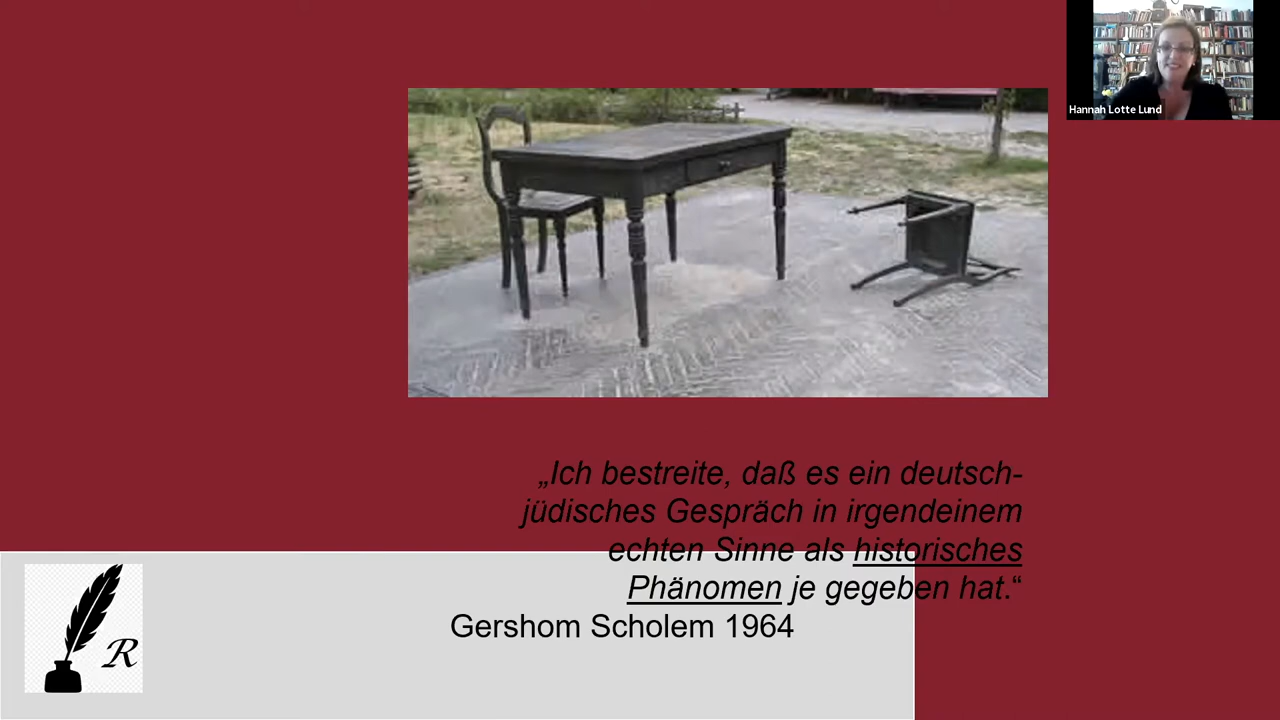 Hannah Lotte Lund
„Ich bestreite, daß es ein deutsch-
jüdisches Gespräch in irgendeinem
echten Sinne als historisches
Phänomen je gegeben hat.“
Gershom Scholem 1964
R